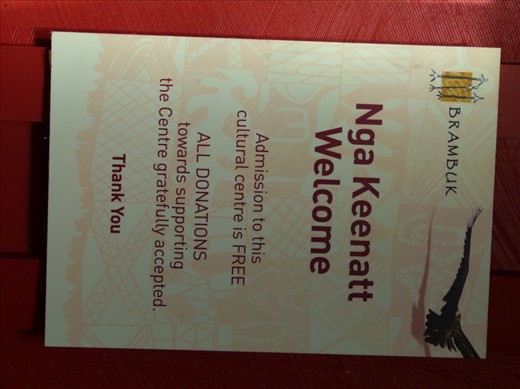 BRAMBUK
Nga Keenatt
Welcome
Admission to this
cultural centre is FREE
ALL DONATIONS
towards supporting
the Centre gratefully accepted.
Thank You